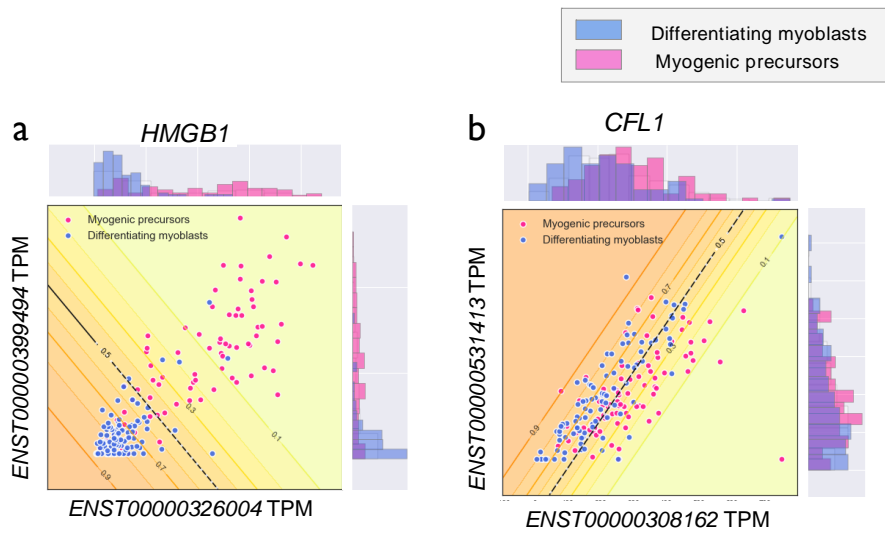 Differentiating myoblasts
Myogenic precursors
a
HMGB1
b
CFL1
Myogenic precursors
Differentiating myoblasts
0.5
0.3
0.1
0.7
0.9
ENST00000399494 TPM
ENST00000326004 TPM
Myogenic precursors
Differentiating myoblasts
0.5
0.1
0.7
0.3
0.9
ENST00000531413 TPM
ENST00000308162 TPM